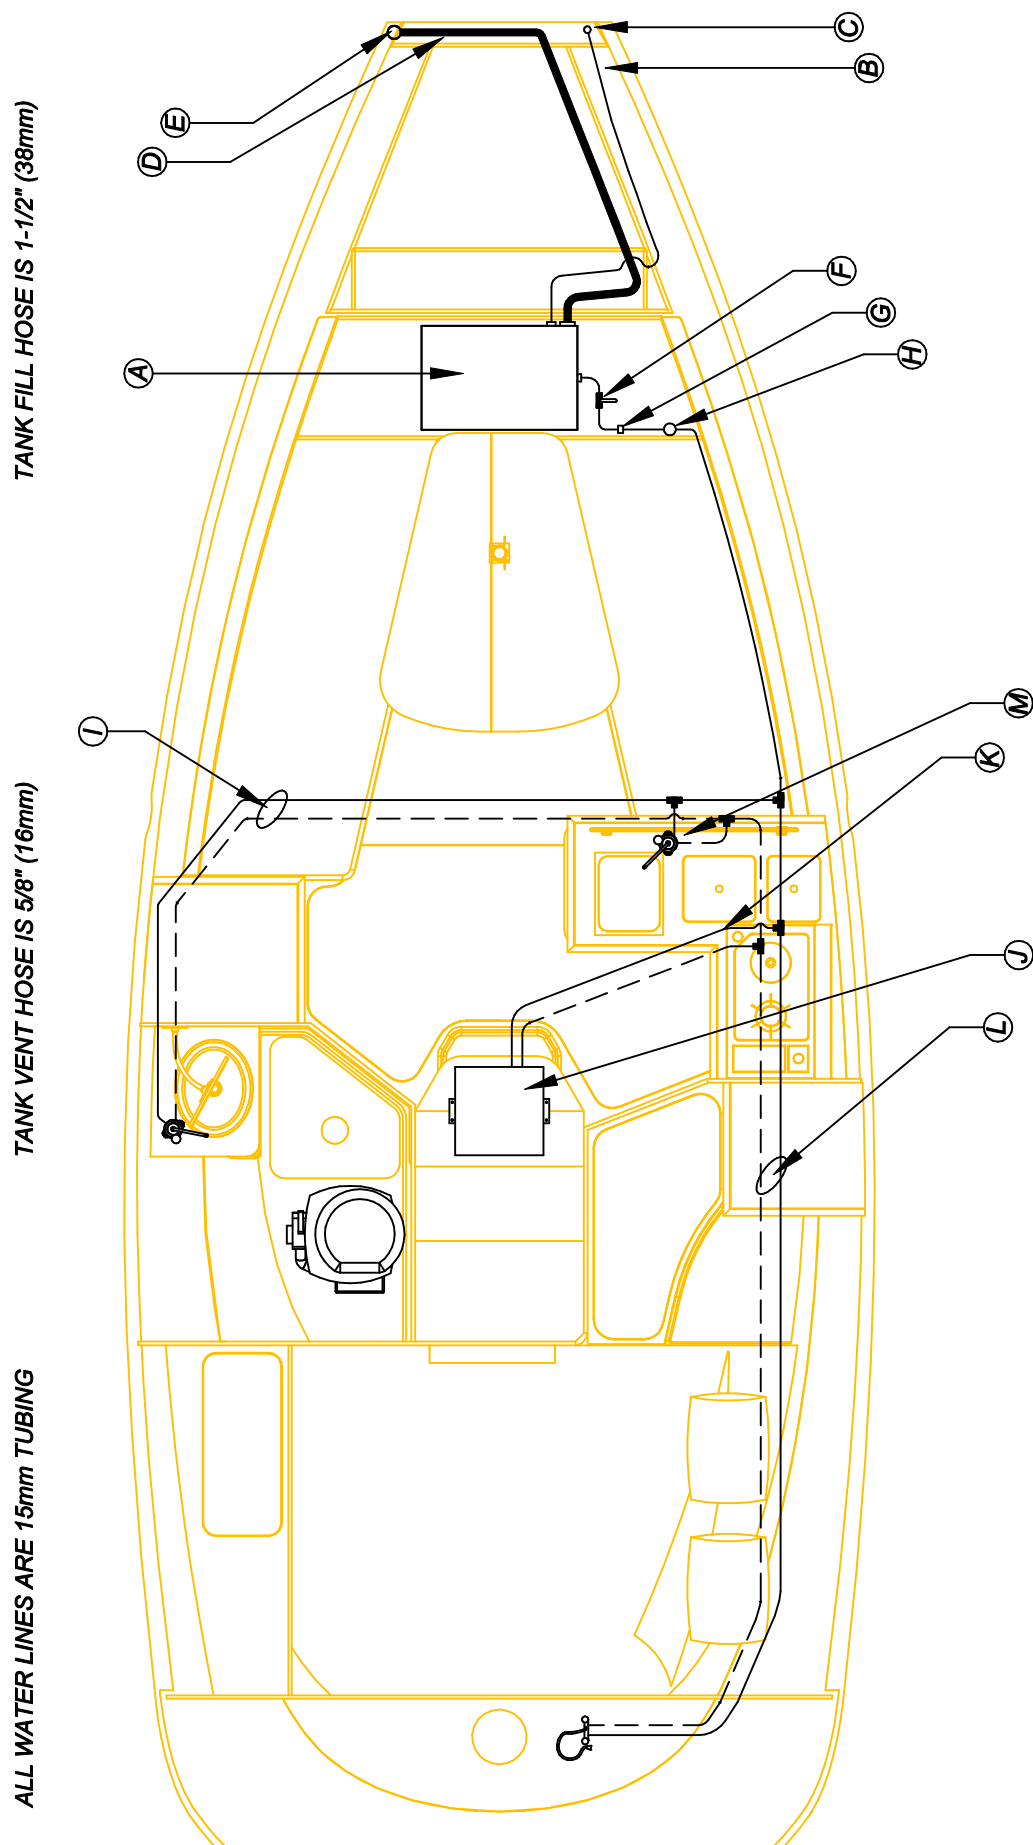 ALL WATER LINES ARE 15mm TUBING
TANK VENT HOSE IS 5/8" (16mm)
TANK FILL HOSE IS 1-1/2" (38mm)
I
A
D
E
C
B
F
G
H
M
K
J
L